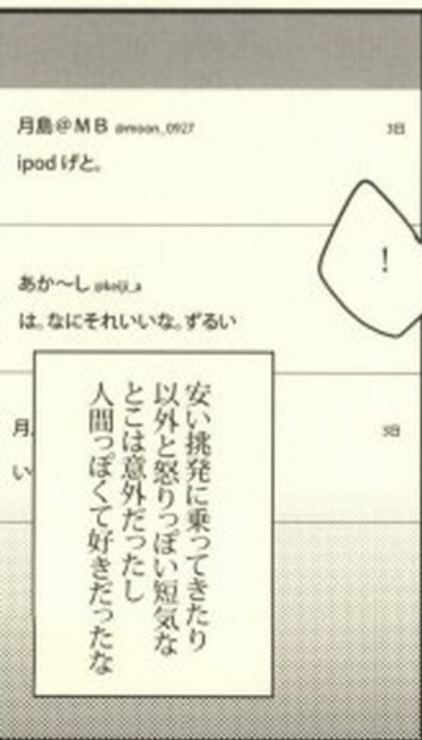 月島@MB @moon_0927 3日
ipodげと。
！
あか〜し @keiji_a
は。なにそれいいな。ずるい
月 3日
い
安い挑発に乗ってきたり
以外と怒りっぽい短気な
とこは意外だったし
人間っぽくて好きだったな